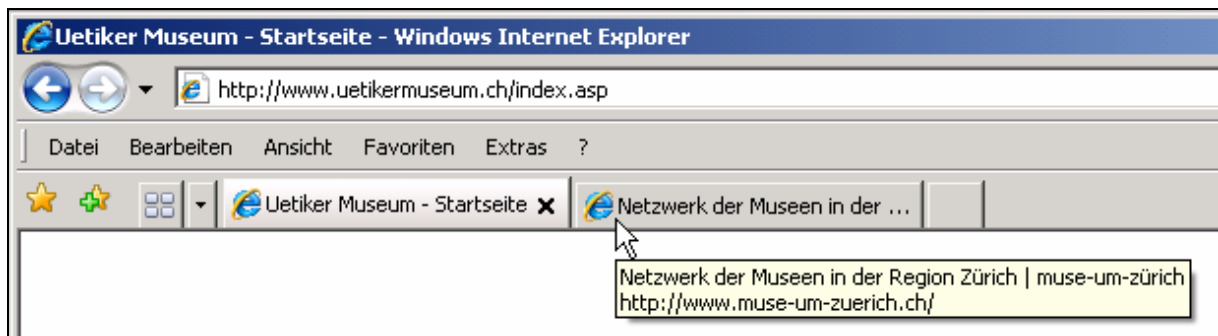 Uetiker Museum - Startseite - Windows Internet Explorer
http://www.uetikermuseum.ch/index.asp
Datei Bearbeiten Ansicht Favoriten Extras ?
Uetiker Museum - Startseite Netzwerk der Museen in der ...
Netzwerk der Museen in der Region Zürich | muse-um-zürich
http://www.muse-um-zuerich.ch/